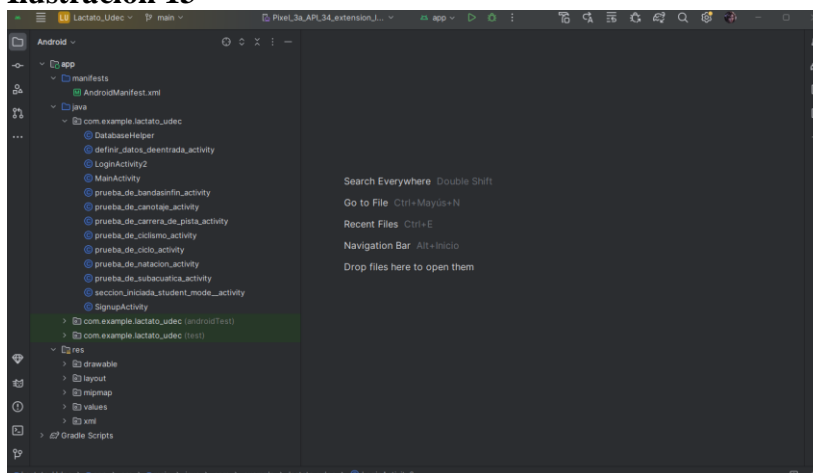 LU Lactato_Udec
main
Pixel_3a_API_34_extension_l...
app
Android
app
manifests
AndroidManifest.xml
java
com.example.lactato_udec
DatabaseHelper
definir_datos_deentrada_activity
LoginActivity2
MainActivity
prueba_de_bandasinfin_activity
prueba_de_canotaje_activity
prueba_de_carrera_de_pista_activity
prueba_de_ciclismo_activity
prueba_de_ciclo_activity
prueba_de_natacion_activity
prueba_de_subacuatica_activity
seccion_iniciada_student_mode__activity
SignupActivity
com.example.lactato_udec (androidTest)
com.example.lactato_udec (test)
res
drawable
layout
mipmap
values
xml
Gradle Scripts
Search Everywhere Double Shift
Go to File Ctrl+Mayús+N
Recent Files Ctrl+E
Navigation Bar Alt+Inicio
Drop files here to open them